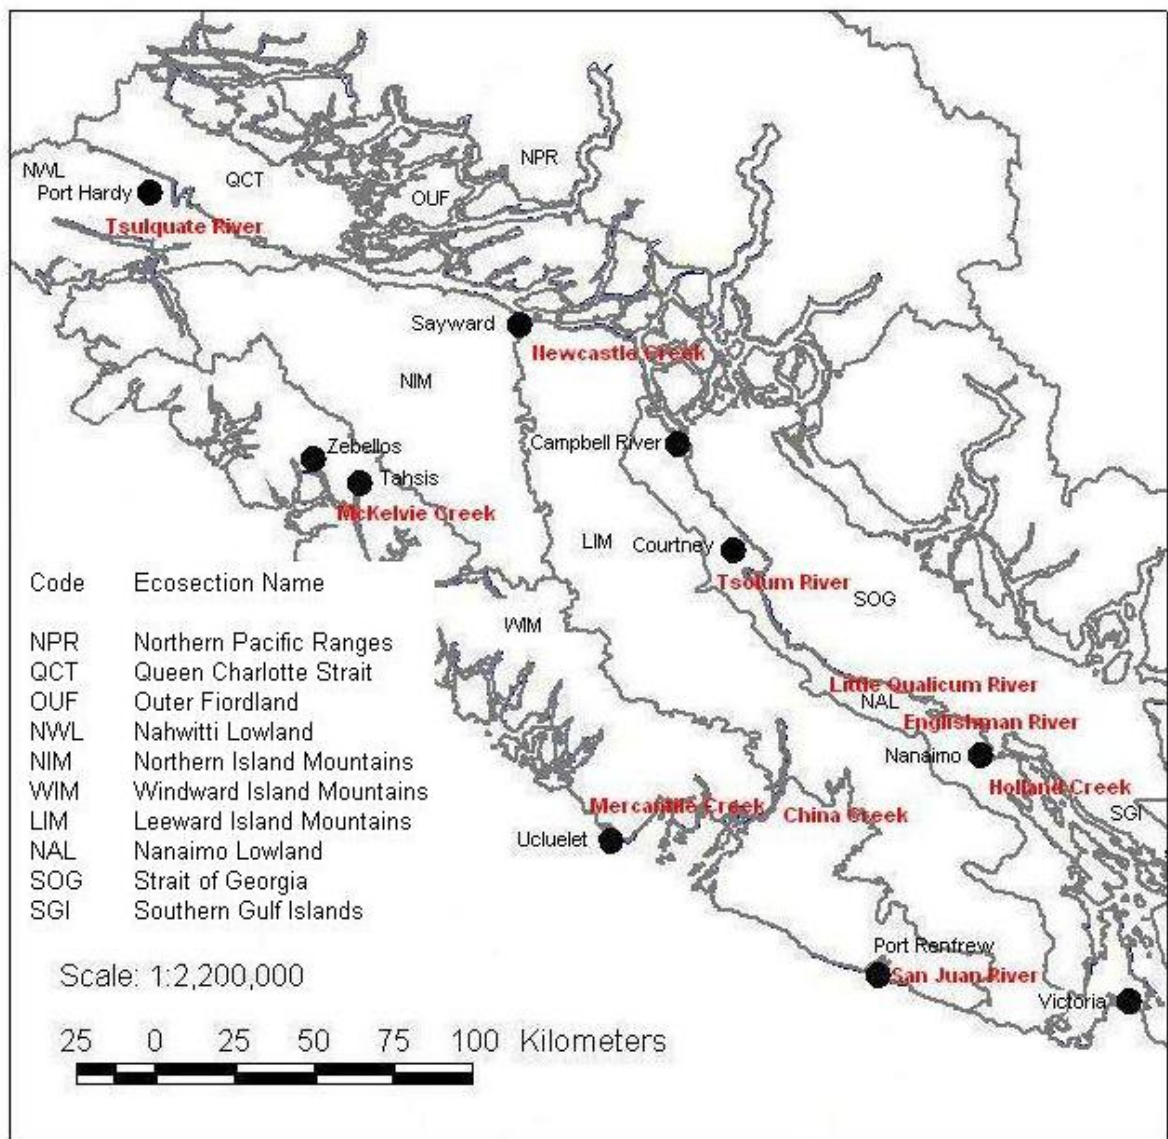 NPR
NWL
QCT
Port Hardy
OUF
Tsulquate River
Sayward
Newcastle Creek
NIM
Campbell River
Zebellos
Tahsis
McKelvie Creek
LIM
Courtney
Tsolum River
SOG
WIM
Little Qualicum River
NAL
Englishman River
Nanaimo
Holland Creek
Mercantile Creek
China Creek
SGI
Ucluelet
Port Renfrew
San Juan River
Victoria
Code Ecosection Name
NPR Northern Pacific Ranges
QCT Queen Charlotte Strait
OUF Outer Fiordland
NWL Nahwitti Lowland
NIM Northern Island Mountains
WIM Windward Island Mountains
LIM Leeward Island Mountains
NAL Nanaimo Lowland
SOG Strait of Georgia
SGI Southern Gulf Islands
Scale: 1:2,200,000
25 0 25 50 75 100 Kilometers